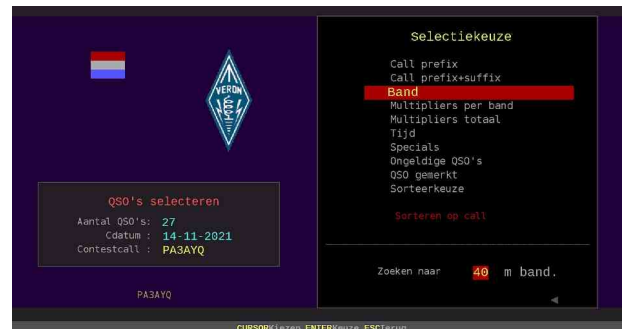 VERON
QSO's selecteren
Aantal QSO's: 27
Cdatum : 14-11-2021
Contestcall : PA3AYQ
PA3AYQ
Selectiekeuze
Call prefix
Call prefix+suffix
Band
Multipliers per band
Multipliers totaal
Tijd
Specials
Ongeldige QSO's
QSO gemerkt
Sorteerkeuze
Sorteren op call
Zoeken naar 40 m band.
CURSORKiezen ENTERKeuze ESCTerug